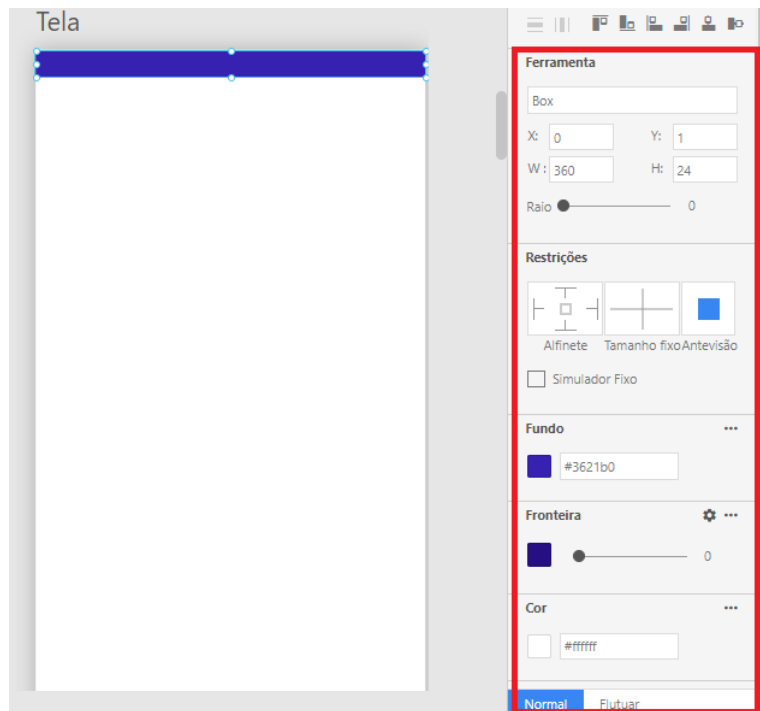 Tela
Ferramenta
Box
X: 0 Y: 1
W : 360 H: 24
Raio 0
Restrições
Alfinete Tamanho fixo Antevisão
Simulador Fixo
Fundo
#3621b0
Fronteira
0
Cor
#ffffff
Normal Flutuar